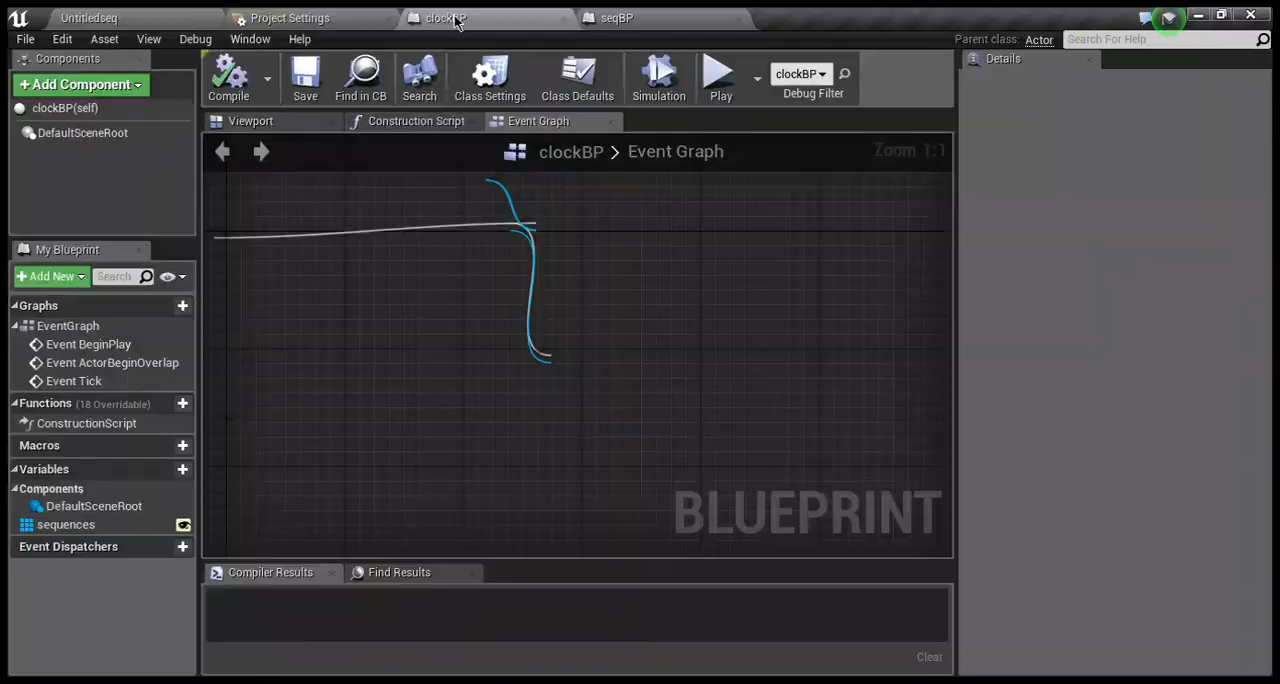 Untitledseq
Project Settings
clockBP
seqBP
File Edit Asset View Debug Window Help
Parent class: Actor
Search For Help
Components
+ Add Component
clockBP(self)
DefaultSceneRoot
Compile
Save
Find in CB
Search
Class Settings
Class Defaults
Simulation
Play
clockBP
Debug Filter
Details
Viewport
Construction Script
Event Graph
clockBP > Event Graph
Zoom 1:1
My Blueprint
+ Add New
Search
Graphs
EventGraph
Event BeginPlay
Event ActorBeginOverlap
Event Tick
Functions (18 Overridable)
ConstructionScript
Macros
Variables
Components
DefaultSceneRoot
sequences
Event Dispatchers
BLUEPRINT
Compiler Results
Find Results
Clear